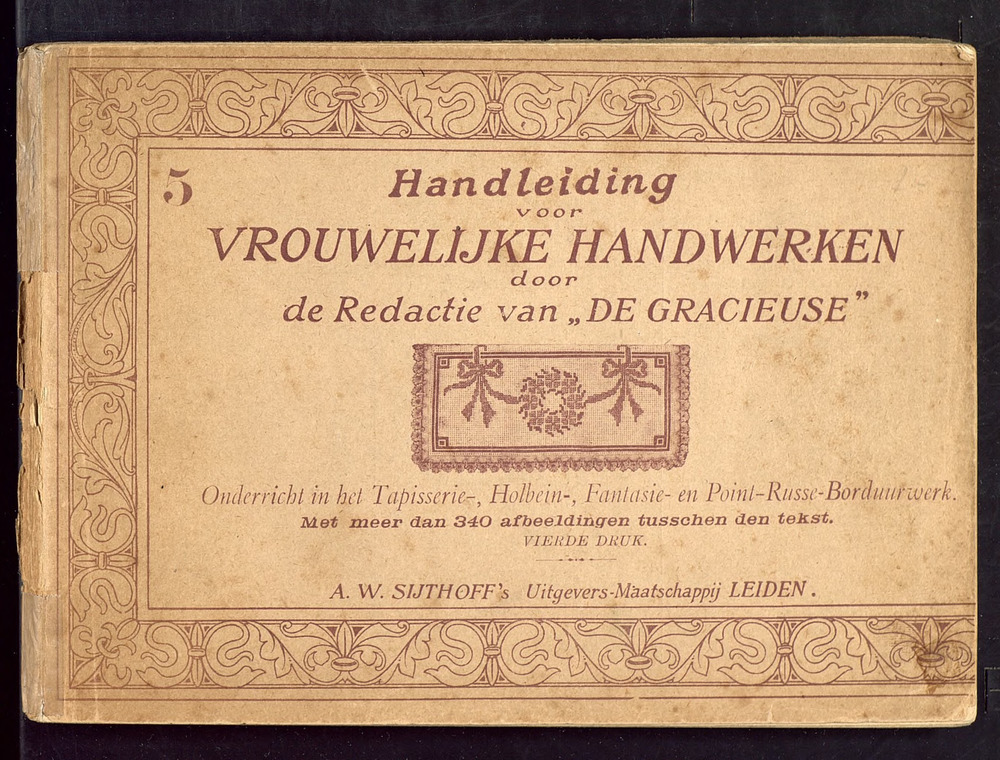 5
Handleiding
voor
VROUWELIJKE HANDWERKEN
door
de Redactie van „DE GRACIEUSE”
Onderricht in het Tapisserie-, Holbein-, Fantasie- en Point-Russe-Borduurwerk.
Met meer dan 340 afbeeldingen tusschen den tekst.
VIERDE DRUK.
A. W. SIJTHOFF's Uitgevers-Maatschappij LEIDEN.